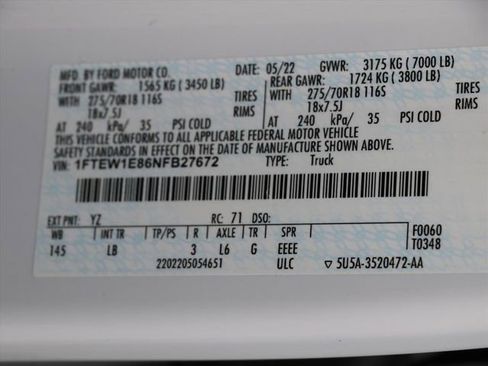 MFD. BY FORD MOTOR CO. DATE: 05/22 GVWR: 3175 KG ( 7000 LB)
FRONT GAWR: 1565 KG ( 3450 LB) REAR GAWR: 1724 KG ( 3800 LB)
WITH 275/70R18 116S TIRES WITH 275/70R18 116S TIRES
18x7.5J RIMS 18x7.5J RIMS
AT 240 kPa/ 35 PSI COLD AT 240 kPa/ 35 PSI COLD
THIS VEHICLE CONFORMS TO ALL APPLICABLE FEDERAL MOTOR VEHICLE
SAFETY STANDARDS IN EFFECT ON THE DATE OF MANUFACTURE SHOWN ABOVE.
VIN: 1FTEW1E86NFB27672 TYPE: Truck
EXT PNT: YZ RC: 71 DSO: F0060
WB INT TR TP/PS R AXLE TR SPR T0348
145 LB 3 L6 G EEEE
2202205054651 ULC ▽ 5U5A-3520472-AA